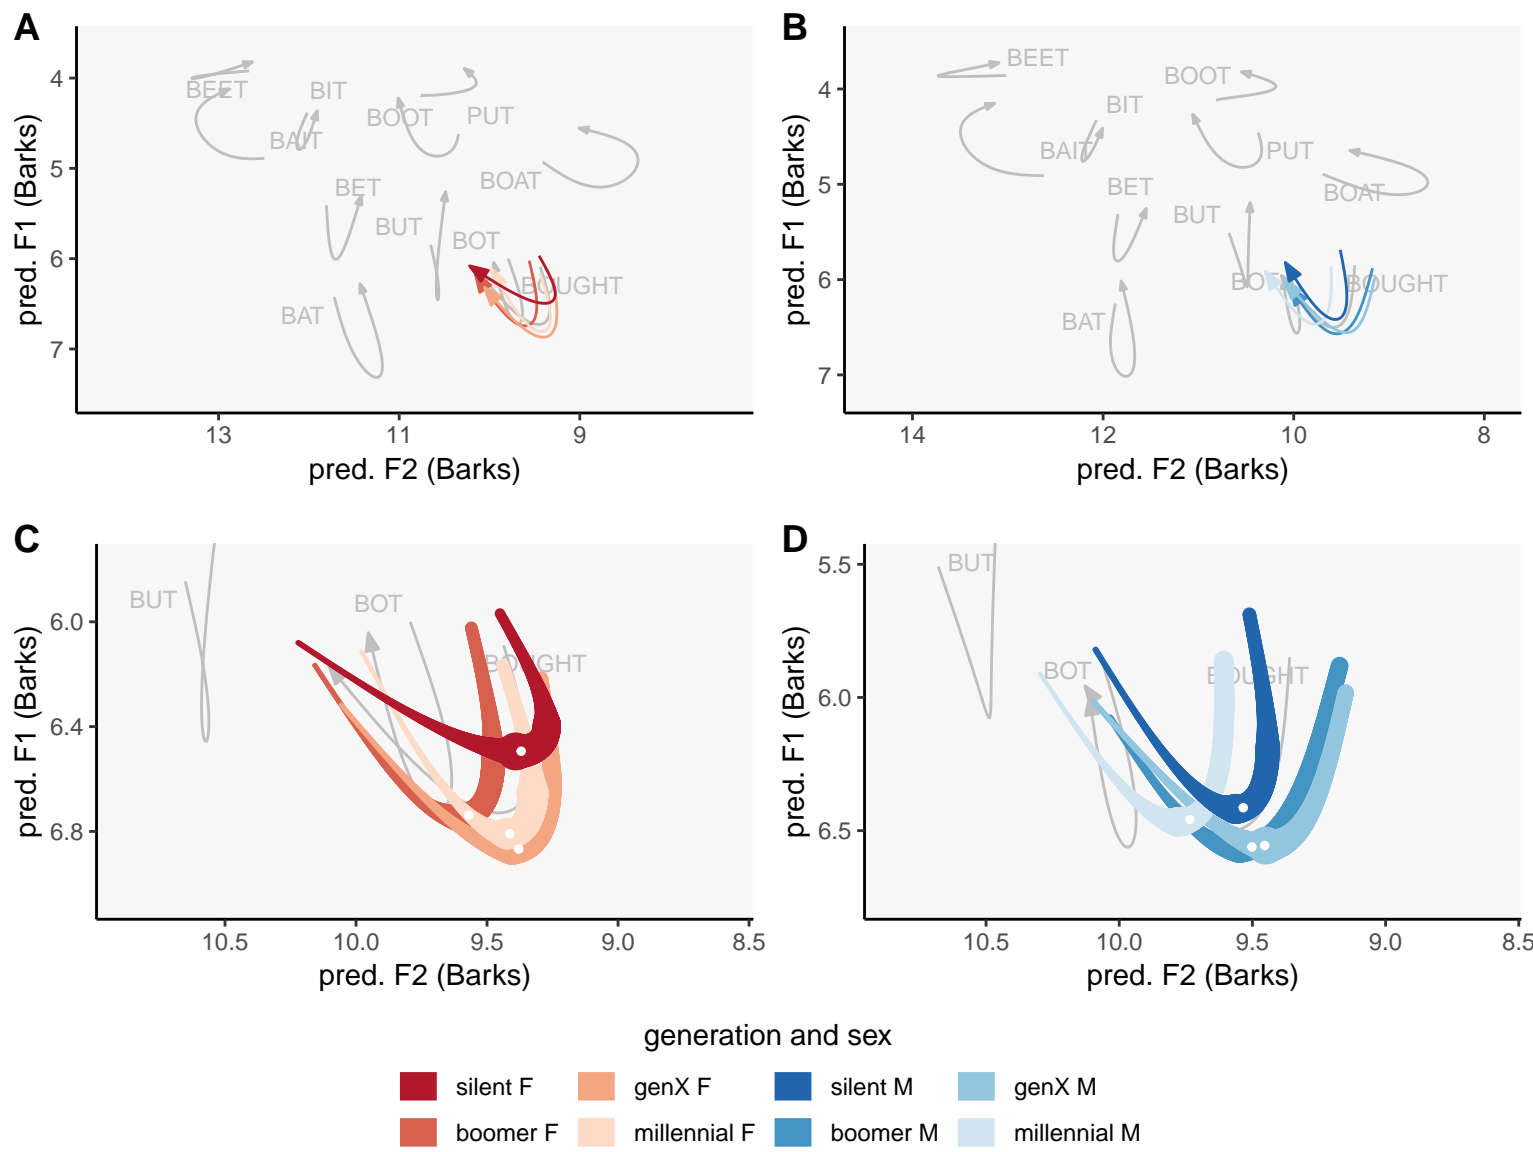 A
pred. F1 (Barks)
4
5
6
7
BEET
BIT
BAIT
BOOT
PUT
BET
BOAT
BUT
BOT
BOUGHT
BAT
13
11
9
pred. F2 (Barks)
B
pred. F1 (Barks)
4
5
6
7
BEET
BOOT
BIT
BAIT
PUT
BET
BOAT
BUT
BOT
BOUGHT
BAT
14
12
10
8
pred. F2 (Barks)
C
pred. F1 (Barks)
6.0
6.4
6.8
BUT
BOT
BOUGHT
10.5
10.0
9.5
9.0
8.5
pred. F2 (Barks)
D
pred. F1 (Barks)
5.5
6.0
6.5
BUT
BOT
BOUGHT
10.5
10.0
9.5
9.0
8.5
pred. F2 (Barks)
generation and sex
silent F
genX F
silent M
genX M
boomer F
millennial F
boomer M
millennial M